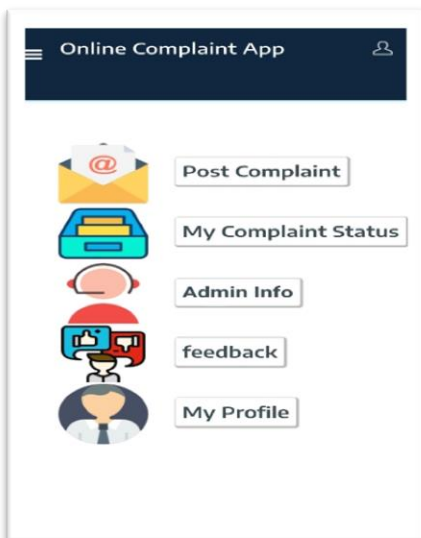 Online Complaint App
@
Post Complaint
My Complaint Status
Admin Info
feedback
My Profile